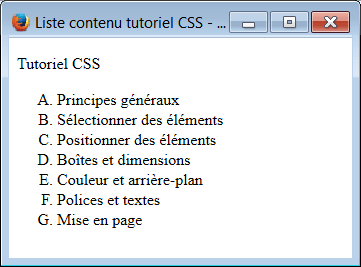 Liste contenu tutoriel CSS - ...
Tutoriel CSS
A. Principes généraux
B. Sélectionner des éléments
C. Positionner des éléments
D. Boîtes et dimensions
E. Couleur et arrière-plan
F. Polices et textes
G. Mise en page